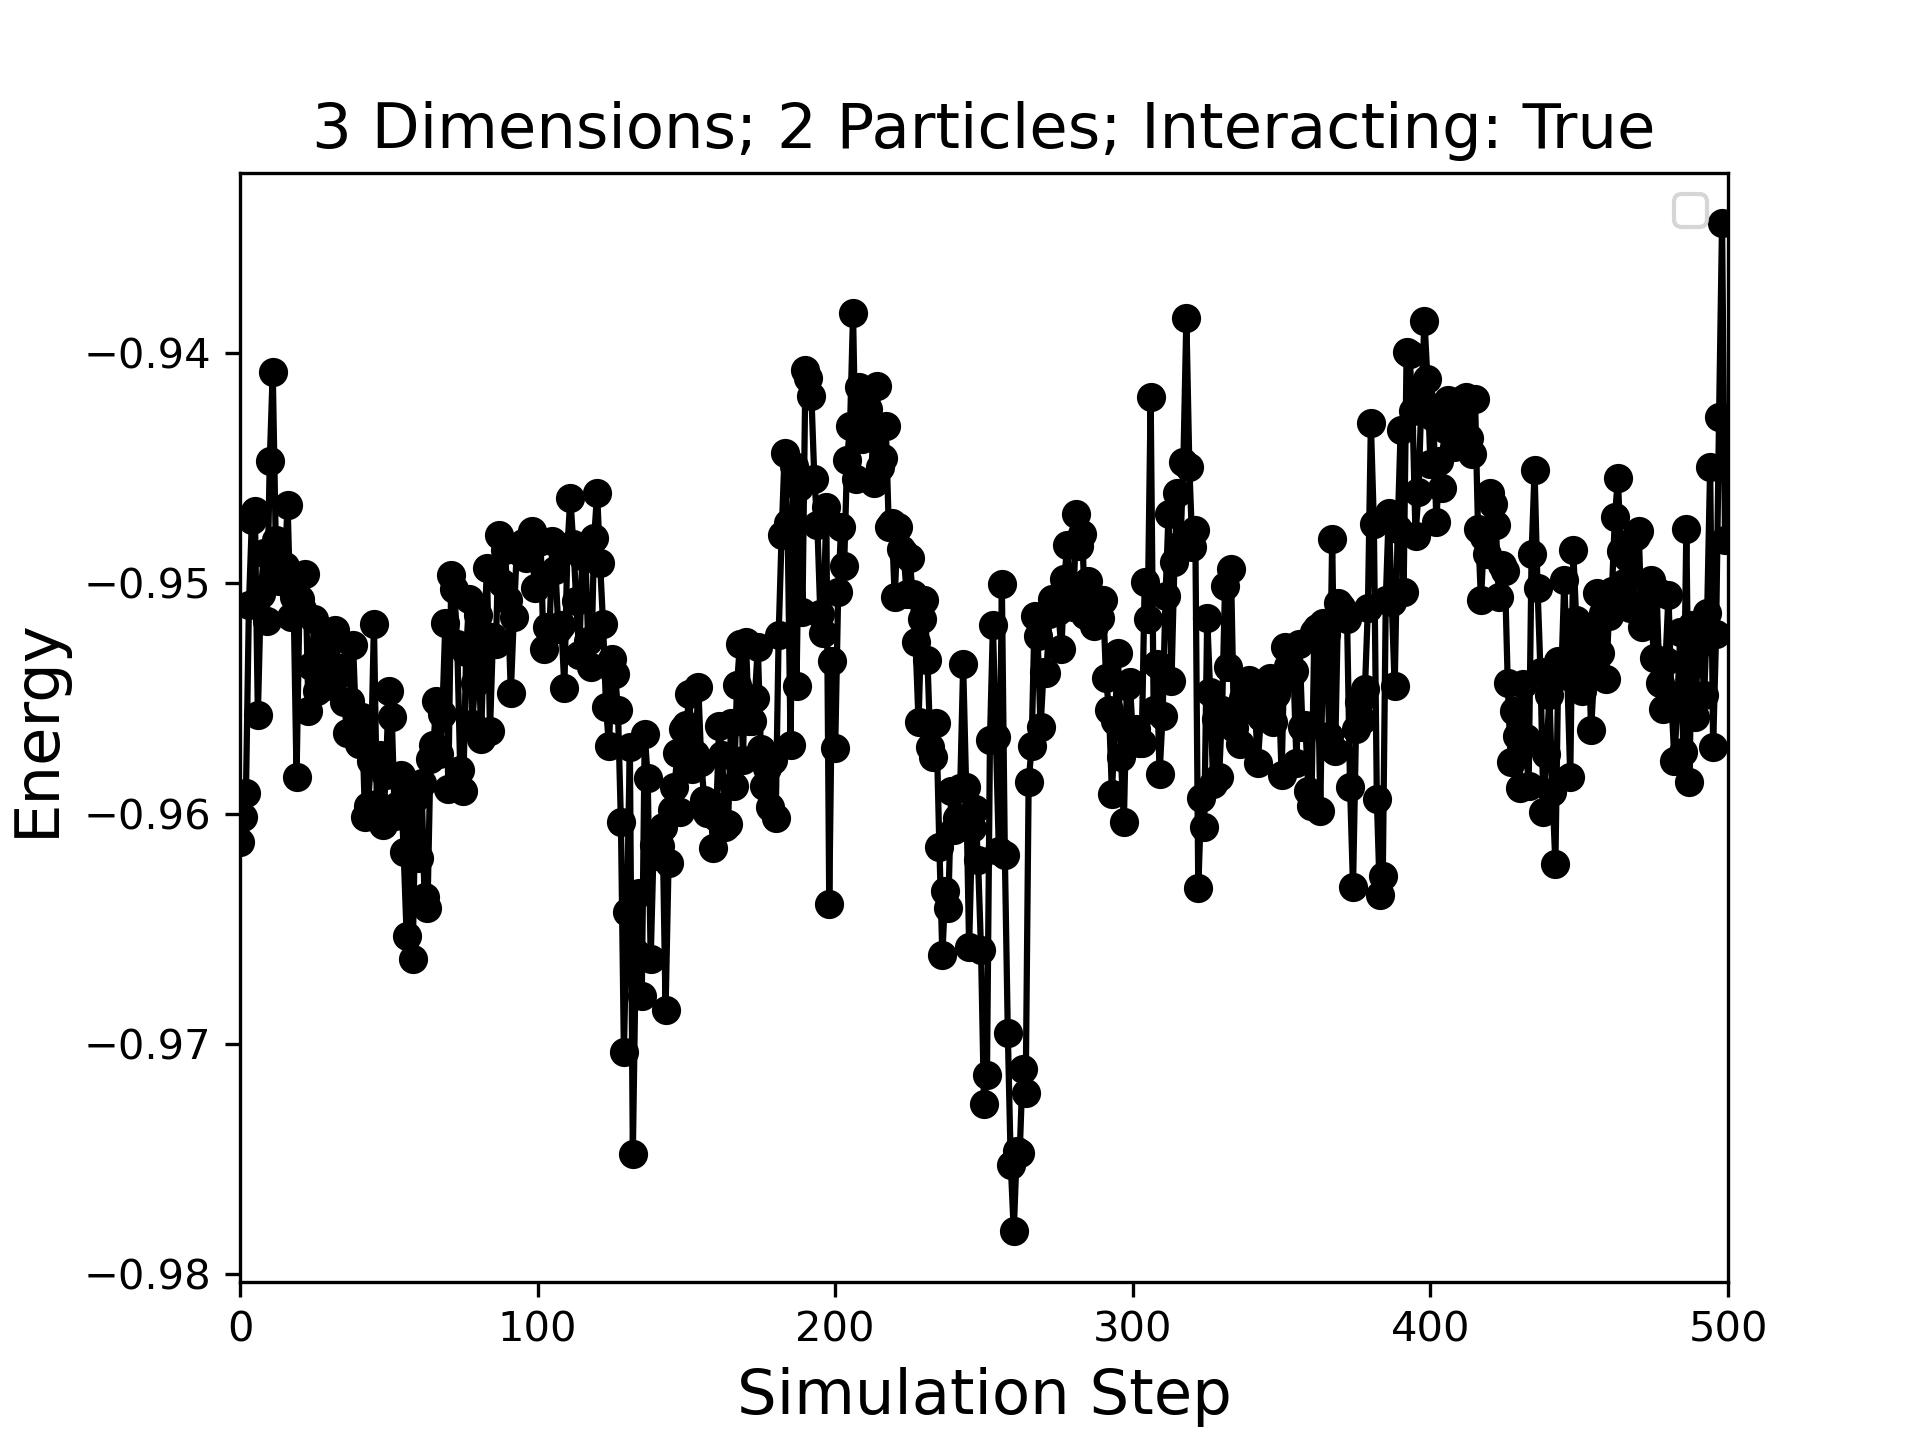 3 Dimensions; 2 Particles; Interacting: True
Energy
−0.94
−0.95
−0.96
−0.97
−0.98
0 100 200 300 400 500
Simulation Step